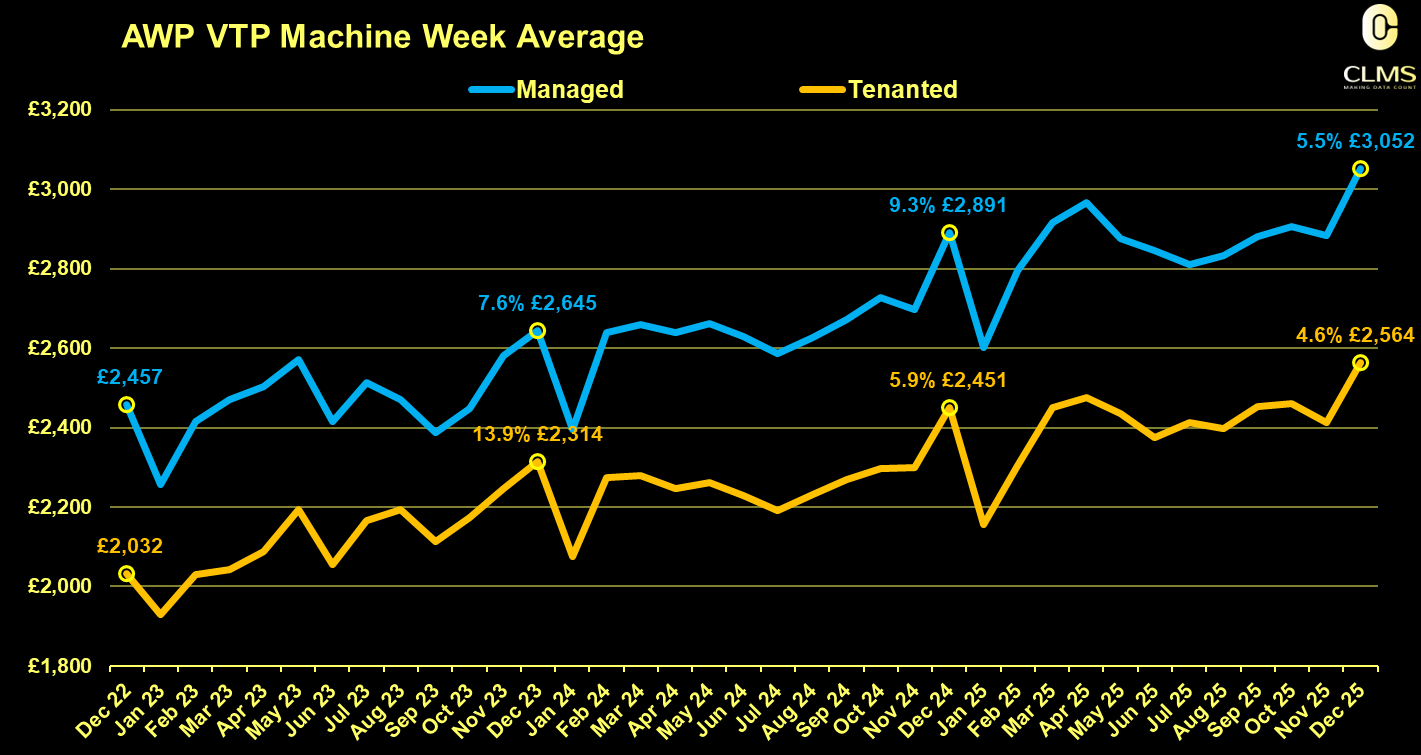 AWP VTP Machine Week Average
CLMS
MAKING DATA COUNT
Managed
Tenanted
£3,200
£3,000
£2,800
£2,600
£2,400
£2,200
£2,000
£1,800
£2,457
7.6% £2,645
9.3% £2,891
5.5% £3,052
£2,032
13.9% £2,314
5.9% £2,451
4.6% £2,564
Dec 22
Jan 23
Feb 23
Mar 23
Apr 23
May 23
Jun 23
Jul 23
Aug 23
Sep 23
Oct 23
Nov 23
Dec 23
Jan 24
Feb 24
Mar 24
Apr 24
May 24
Jun 24
Jul 24
Aug 24
Sep 24
Oct 24
Nov 24
Dec 24
Jan 25
Feb 25
Mar 25
Apr 25
May 25
Jun 25
Jul 25
Aug 25
Sep 25
Oct 25
Nov 25
Dec 25